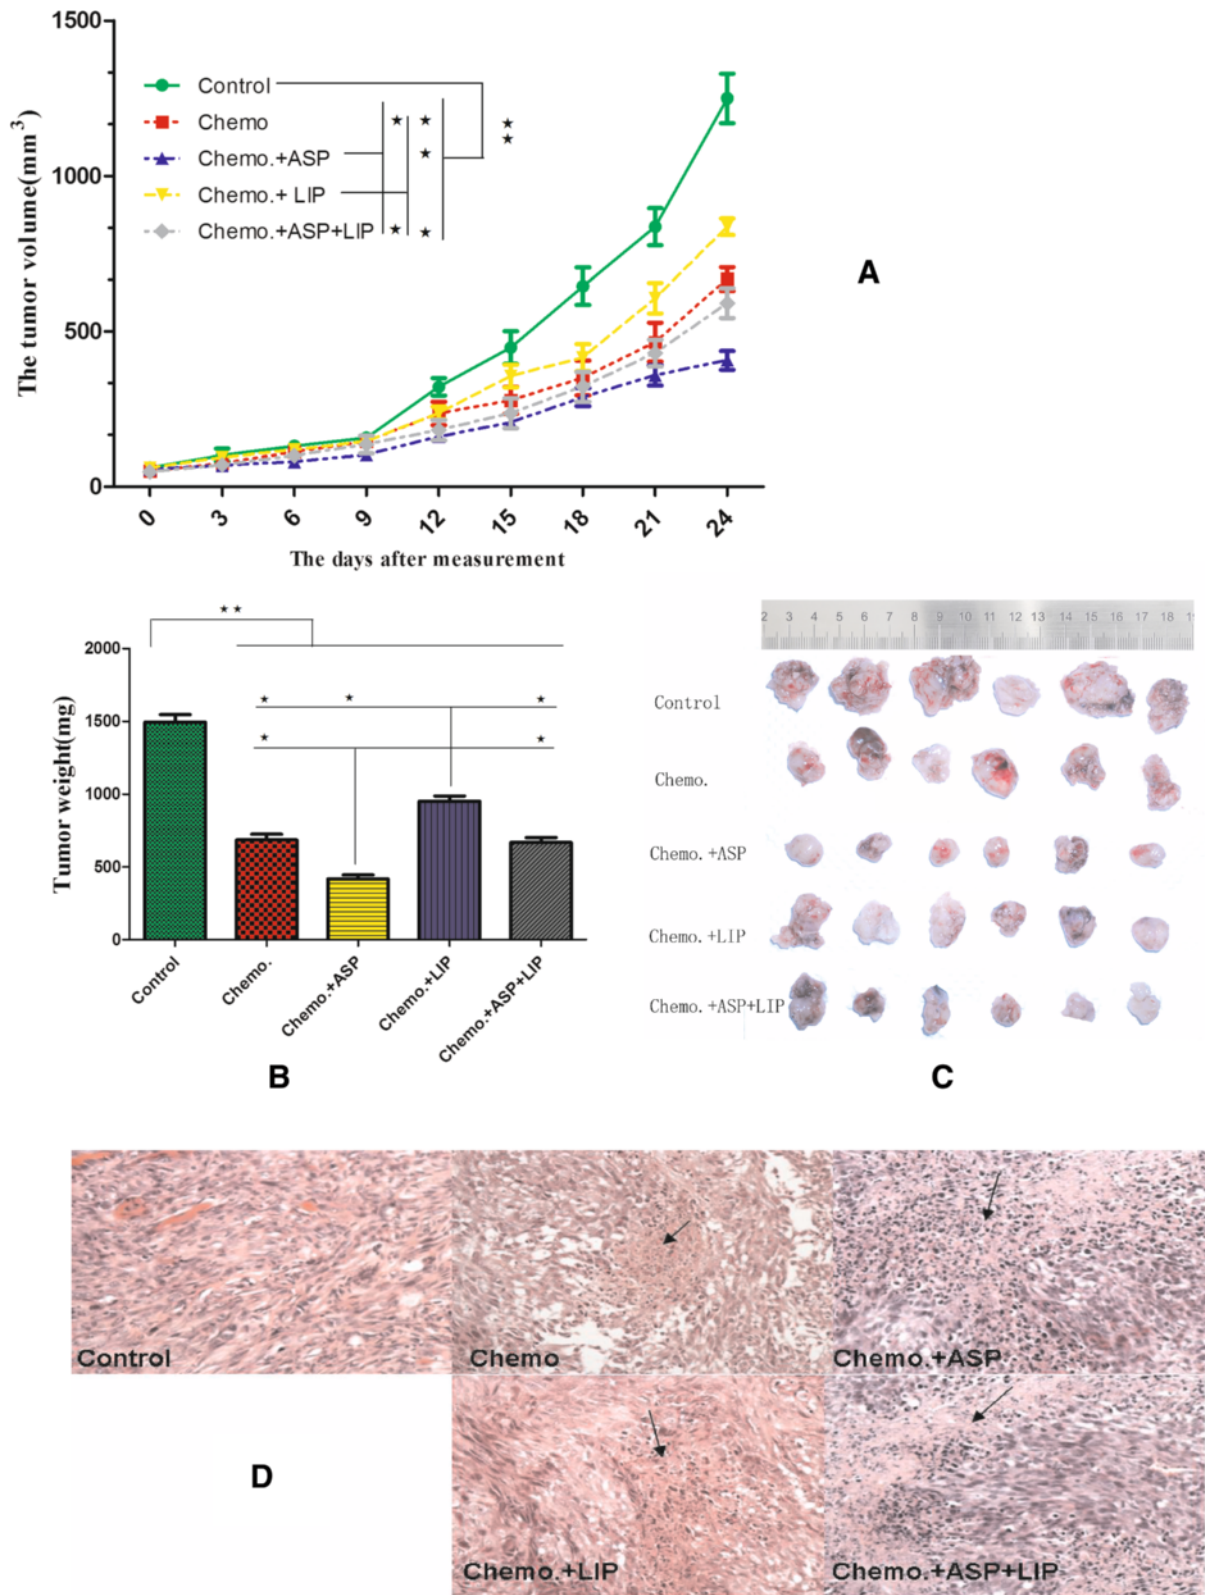 1500
1000
500
0
The tumor volume(mm3)
Control
Chemo
Chemo.+ASP
Chemo.+ LIP
Chemo.+ASP+LIP
★ ★ ★
★ ★
★ ★
0 3 6 9 12 15 18 21 24
The days after measurement
A
★★
2000
1500
1000
500
0
Tumor weight(mg)
★ ★ ★
★ ★
Control
Chemo.
Chemo.+ASP
Chemo.+LIP
Chemo.+ASP+LIP
B
2 3 4 5 6 7 8 9 10 11 12 13 14 15 16 17 18
Control
Chemo.
Chemo.+ASP
Chemo.+LIP
Chemo.+ASP+LIP
C
Control
Chemo
Chemo.+ASP
D
Chemo.+LIP
Chemo.+ASP+LIP